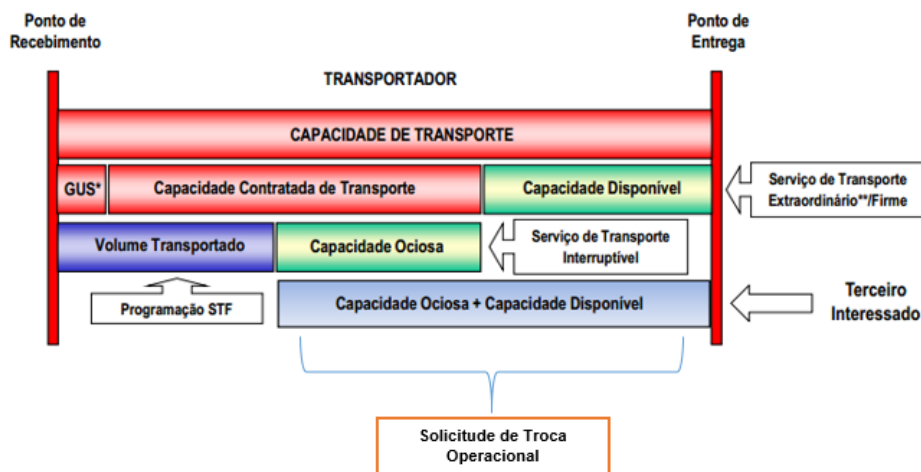 Ponto de
Recebimento
Ponto de
Entrega
TRANSPORTADOR
CAPACIDADE DE TRANSPORTE
GUS*
Capacidade Contratada de Transporte
Capacidade Disponível
Serviço de Transporte
Extraordinário**/Firme
Volume Transportado
Capacidade Ociosa
Serviço de Transporte
Interruptível
Programação STF
Capacidade Ociosa + Capacidade Disponível
Terceiro
Interessado
Solicitude de Troca
Operacional